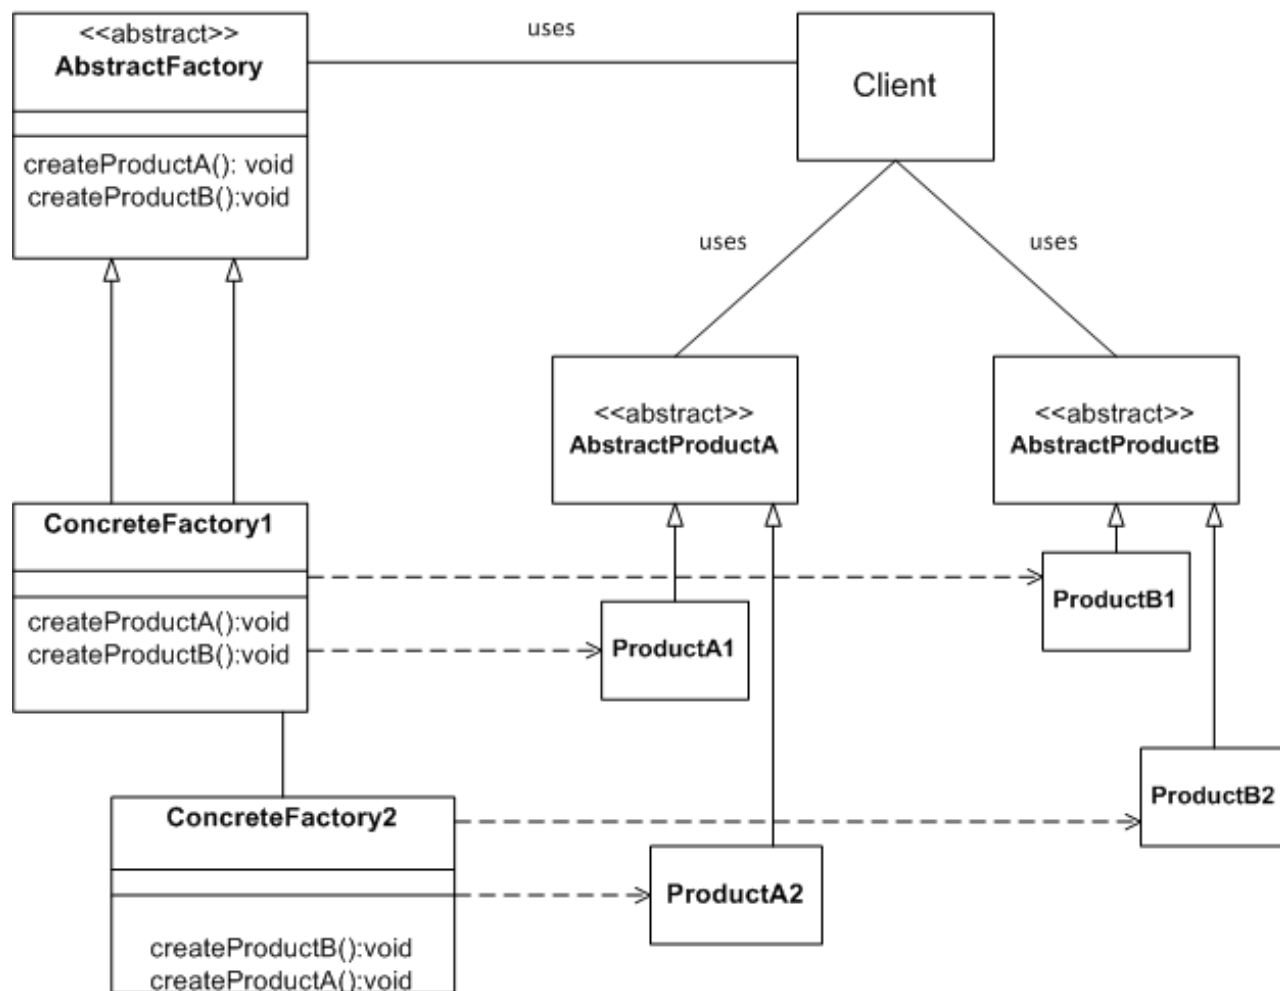 <<abstract>>
AbstractFactory
createProductA(): void
createProductB():void
uses
Client
uses
uses
<<abstract>>
AbstractProductA
<<abstract>>
AbstractProductB
ConcreteFactory1
createProductA():void
createProductB():void
ProductA1
ProductB1
ConcreteFactory2
createProductB():void
createProductA():void
ProductA2
ProductB2